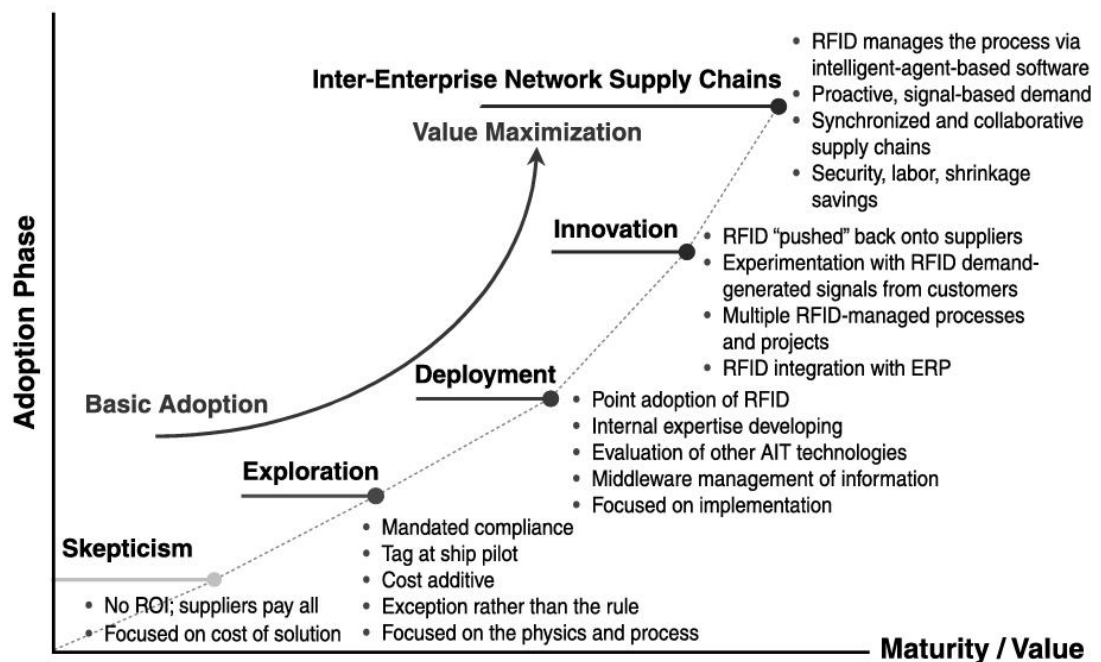 Inter-Enterprise Network Supply Chains
Value Maximization
• RFID manages the process via
intelligent-agent-based software
• Proactive, signal-based demand
• Synchronized and collaborative
supply chains
• Security, labor, shrinkage
savings
Innovation
• RFID “pushed” back onto suppliers
• Experimentation with RFID demand-
generated signals from customers
• Multiple RFID-managed processes
and projects
• RFID integration with ERP
Adoption Phase
Basic Adoption
Deployment
• Point adoption of RFID
• Internal expertise developing
• Evaluation of other AIT technologies
• Middleware management of information
• Focused on implementation
Exploration
• Mandated compliance
• Tag at ship pilot
• Cost additive
• Exception rather than the rule
• Focused on the physics and process
Skepticism
• No ROI; suppliers pay all
• Focused on cost of solution
Maturity / Value